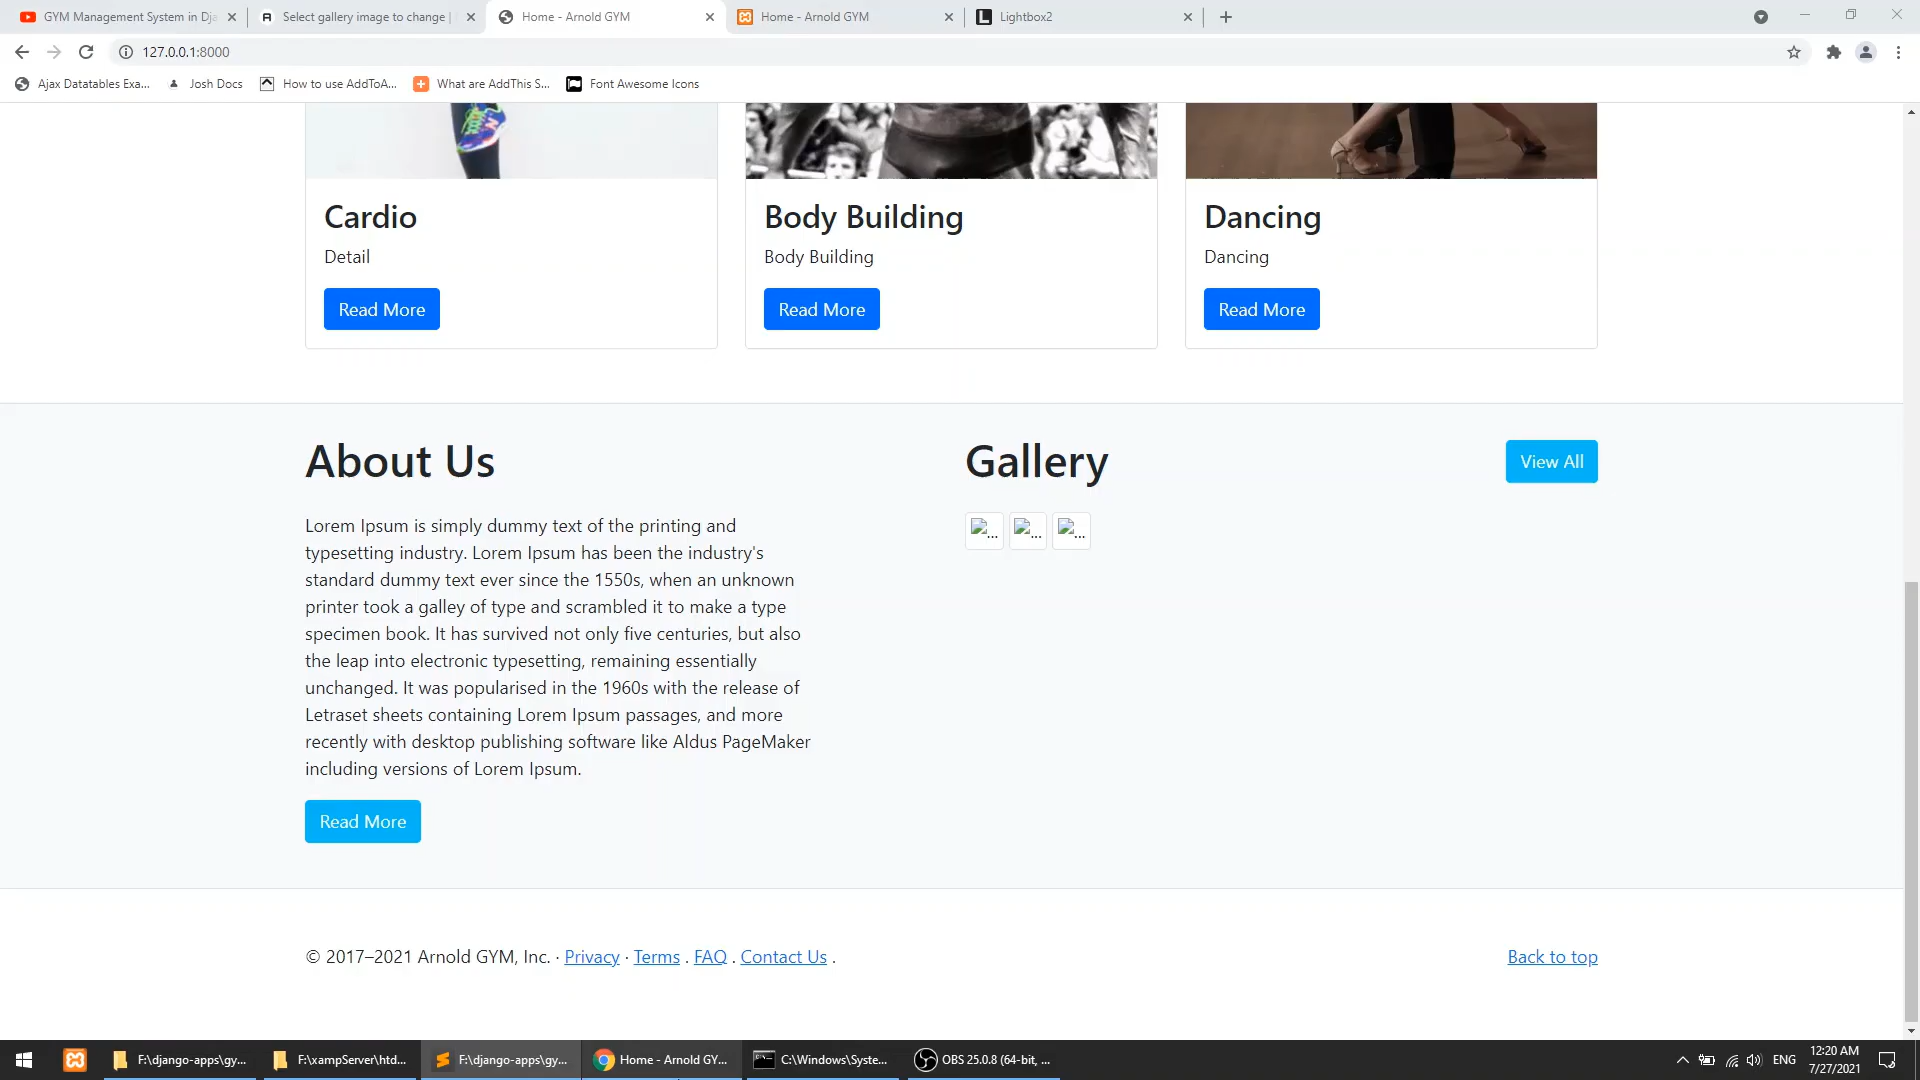 GYM Management System in Dja
Select gallery image to change |
Home - Arnold GYM
Home - Arnold GYM
Lightbox2
127.0.0.1:8000
Ajax Datatables Exa...
Josh Docs
How to use AddToA...
What are AddThis S...
Font Awesome Icons
Cardio
Detail
Read More
Body Building
Body Building
Read More
Dancing
Dancing
Read More
About Us
Lorem Ipsum is simply dummy text of the printing and
typesetting industry. Lorem Ipsum has been the industry's
standard dummy text ever since the 1550s, when an unknown
printer took a galley of type and scrambled it to make a type
specimen book. It has survived not only five centuries, but also
the leap into electronic typesetting, remaining essentially
unchanged. It was popularised in the 1960s with the release of
Letraset sheets containing Lorem Ipsum passages, and more
recently with desktop publishing software like Aldus PageMaker
including versions of Lorem Ipsum.
Read More
Gallery
View All
... ... ...
© 2017–2021 Arnold GYM, Inc. · Privacy · Terms . FAQ . Contact Us .
Back to top
F:\django-apps\gy...
F:\xampServer\htd...
F:\django-apps\gy...
Home - Arnold GY...
C:\Windows\Syste...
OBS 25.0.8 (64-bit, ...
ENG
12:20 AM
7/27/2021